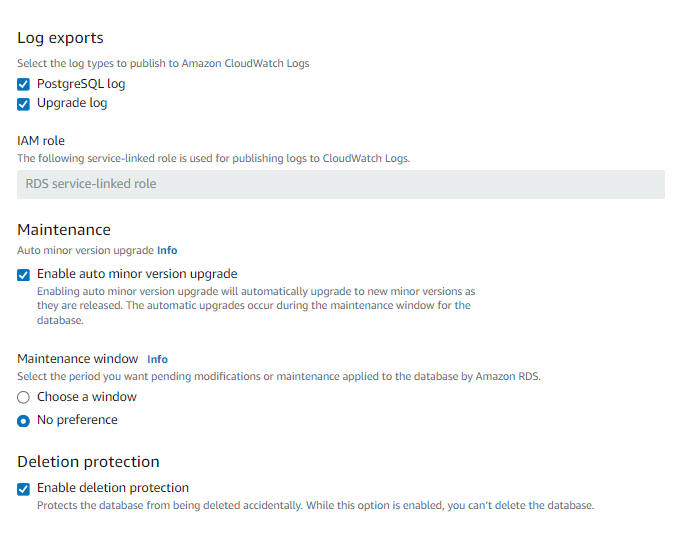 Log exports
Select the log types to publish to Amazon CloudWatch Logs
PostgreSQL log
Upgrade log
IAM role
The following service-linked role is used for publishing logs to CloudWatch Logs.
RDS service-linked role
Maintenance
Auto minor version upgrade Info
Enable auto minor version upgrade
Enabling auto minor version upgrade will automatically upgrade to new minor versions as
they are released. The automatic upgrades occur during the maintenance window for the
database.
Maintenance window Info
Select the period you want pending modifications or maintenance applied to the database by Amazon RDS.
Choose a window
No preference
Deletion protection
Enable deletion protection
Protects the database from being deleted accidentally. While this option is enabled, you can't delete the database.